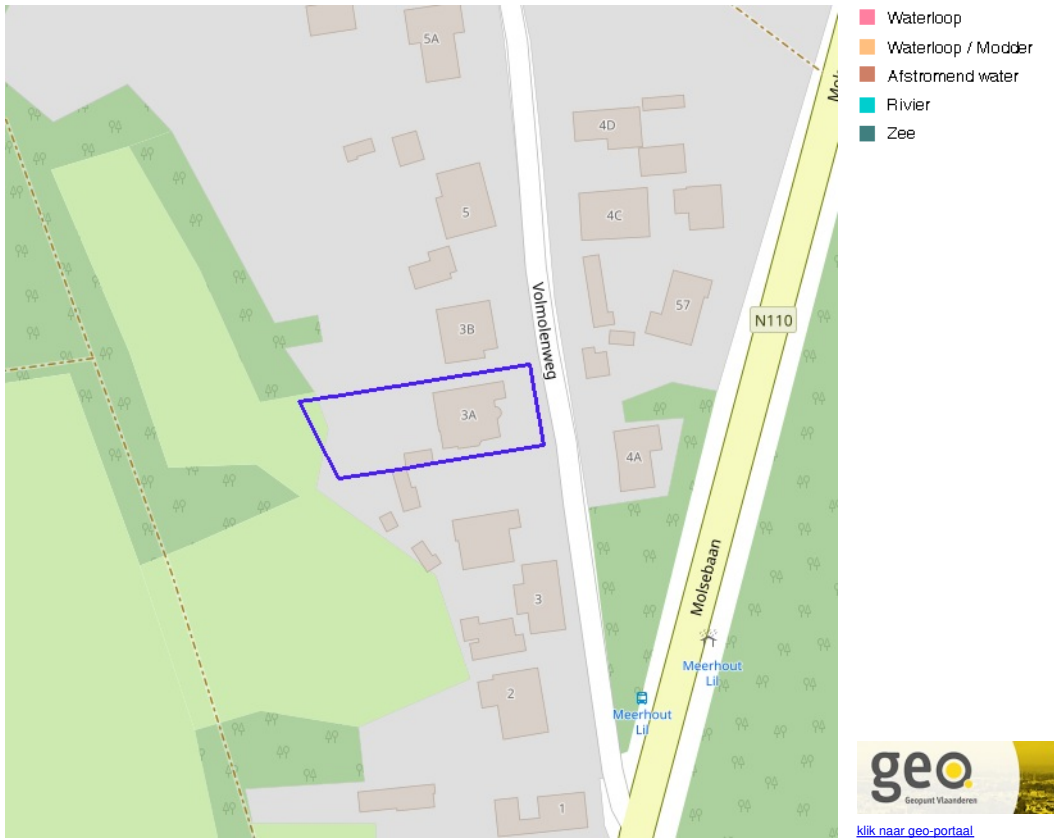 5A
4D
5
4C
57
3B
Volmolenweg
N110
3A
4A
Molsebaan
3
Meerhout
Lil
2
Meerhout
Lil
1
Waterloop
Waterloop / Modder
Afstromend water
Rivier
Zee
geo.
Geopunt Vlaanderen
klik naar geo-portaal